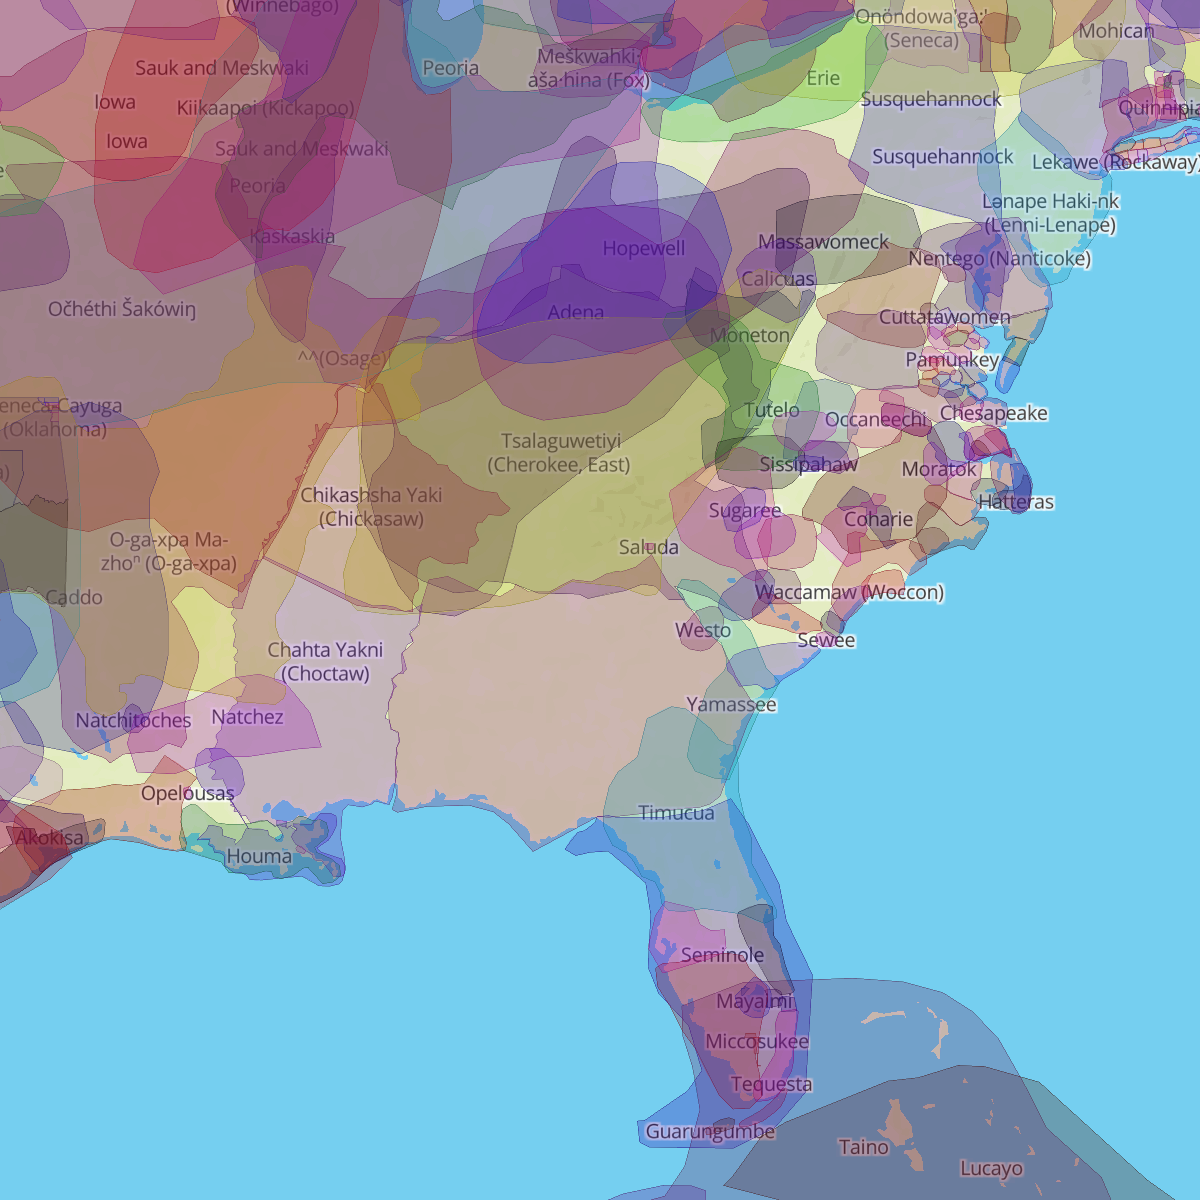 (Winnebago)
Onöndowa'ga:'
(Seneca)
Mohican
Meškwahki·
aša·hina (Fox)
Peoria
Sauk and Meskwaki
Erie
Susquehannock
Iowa
Kiikaapoi (Kickapoo)
Quinnipia
Iowa
Sauk and Meskwaki
Susquehannock
Lekawe (Rockaway)
Peoria
Lənape Haki-nk
(Lenni-Lenape)
Kaskaskia
Hopewell
Massawomeck
Nentego (Nanticoke)
Calicuas
Očhéthi Šakówiŋ
Adena
Cuttatawomen
Moneton
^^(Osage)
Pamunkey
eneca-Cayuga
(Oklahoma)
Tutelo
Occaneechi
Chesapeake
Tsalaguwetiyi
(Cherokee, East)
Sissipahaw
Moratok
Chikashsha Yaki
(Chickasaw)
Hatteras
Sugaree
Coharie
O-ga-xpa Ma-
zhoⁿ (O-ga-xpa)
Saluda
Caddo
Waccamaw (Woccon)
Westo
Sewee
Chahta Yakni
(Choctaw)
Yamassee
Natchitoches
Natchez
Opelousas
Timucua
Akokisa
Houma
Seminole
Mayaimi
Miccosukee
Tequesta
Guarungumbe
Taino
Lucayo